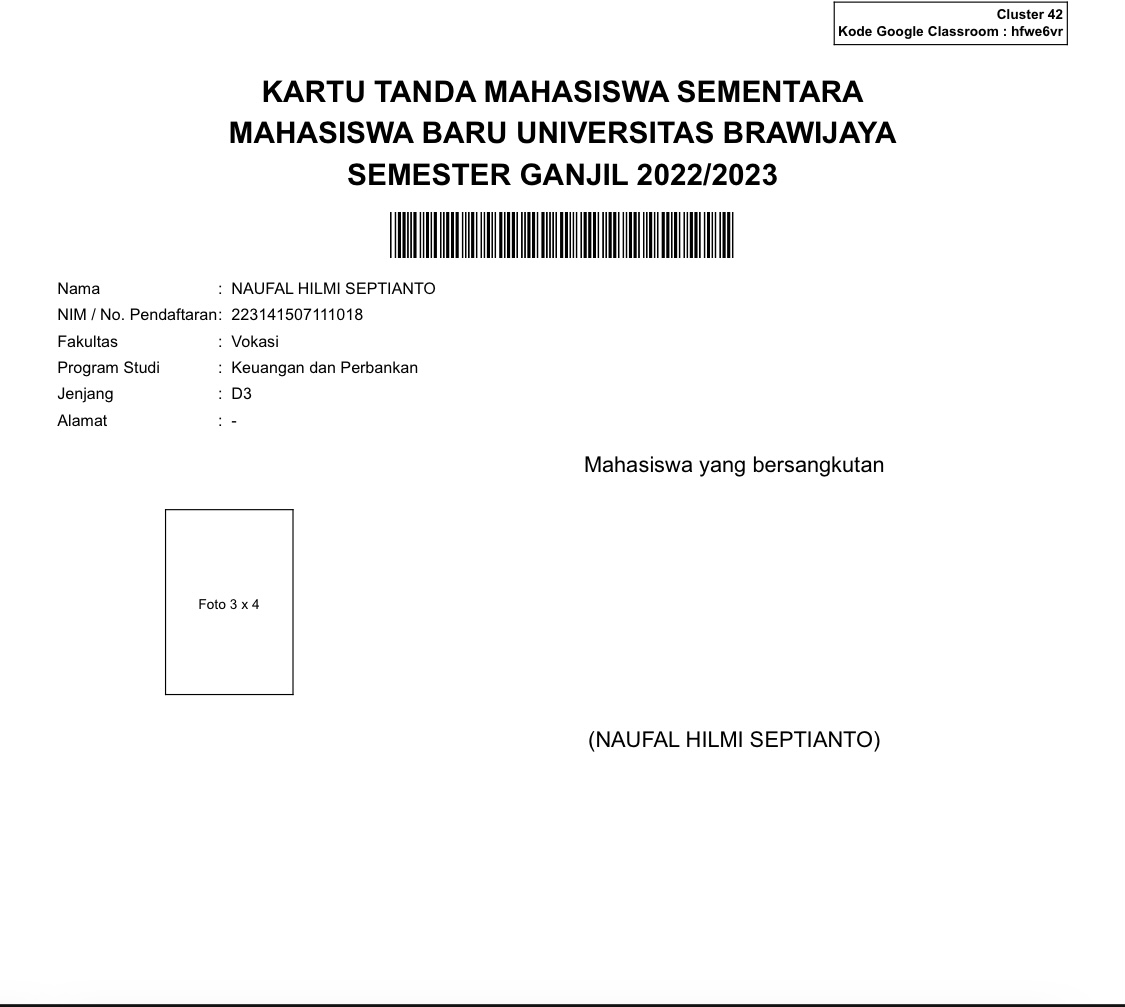 Cluster 42
Kode Google Classroom : hfwe6vr
KARTU TANDA MAHASISWA SEMENTARA
MAHASISWA BARU UNIVERSITAS BRAWIJAYA
SEMESTER GANJIL 2022/2023
Nama : NAUFAL HILMI SEPTIANTO
NIM / No. Pendaftaran: 223141507111018
Fakultas : Vokasi
Program Studi : Keuangan dan Perbankan
Jenjang : D3
Alamat : -
Mahasiswa yang bersangkutan
Foto 3 x 4
(NAUFAL HILMI SEPTIANTO)